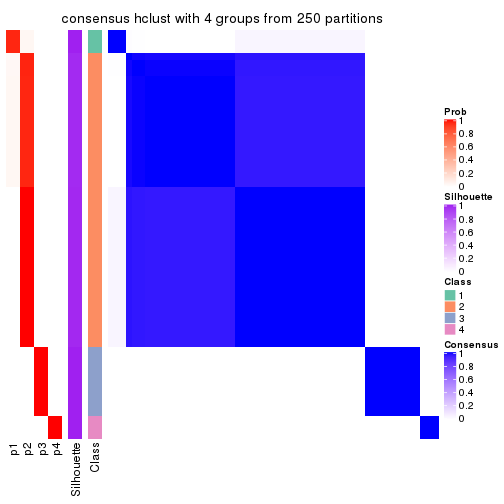 consensus hclust with 4 groups from 250 partitions
Prob
1
0.8
0.6
0.4
0.2
0
Silhouette
1
0.8
0.6
0.4
0.2
0
Class
1
2
3
4
Consensus
1
0.8
0.6
0.4
0.2
0
p1
p2
p3
p4
Silhouette
Class